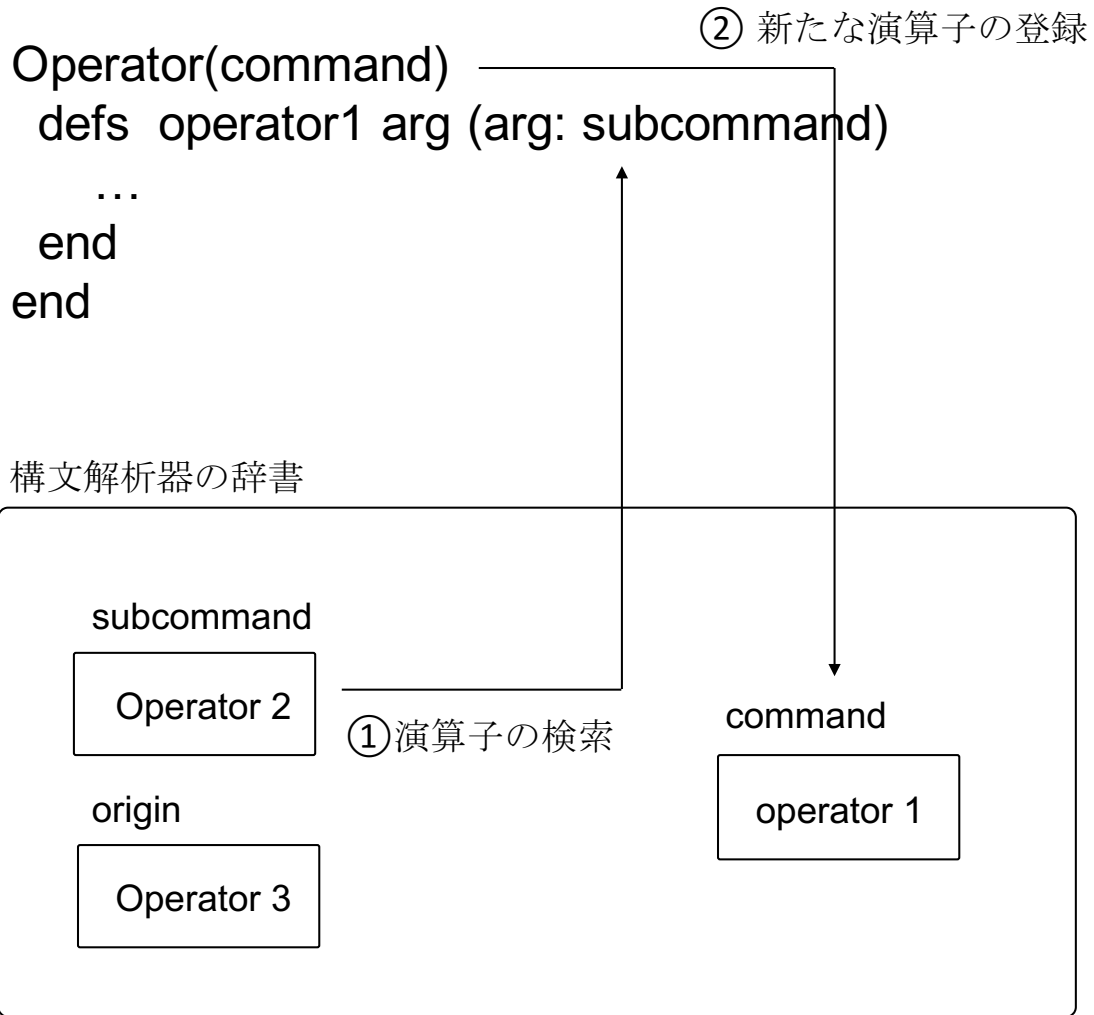 ② 新たな演算子の登録
Operator(command)
defs operator1 arg (arg: subcommand)
…
end
end
構文解析器の辞書
subcommand
Operator 2
①演算子の検索
command
origin
operator 1
Operator 3